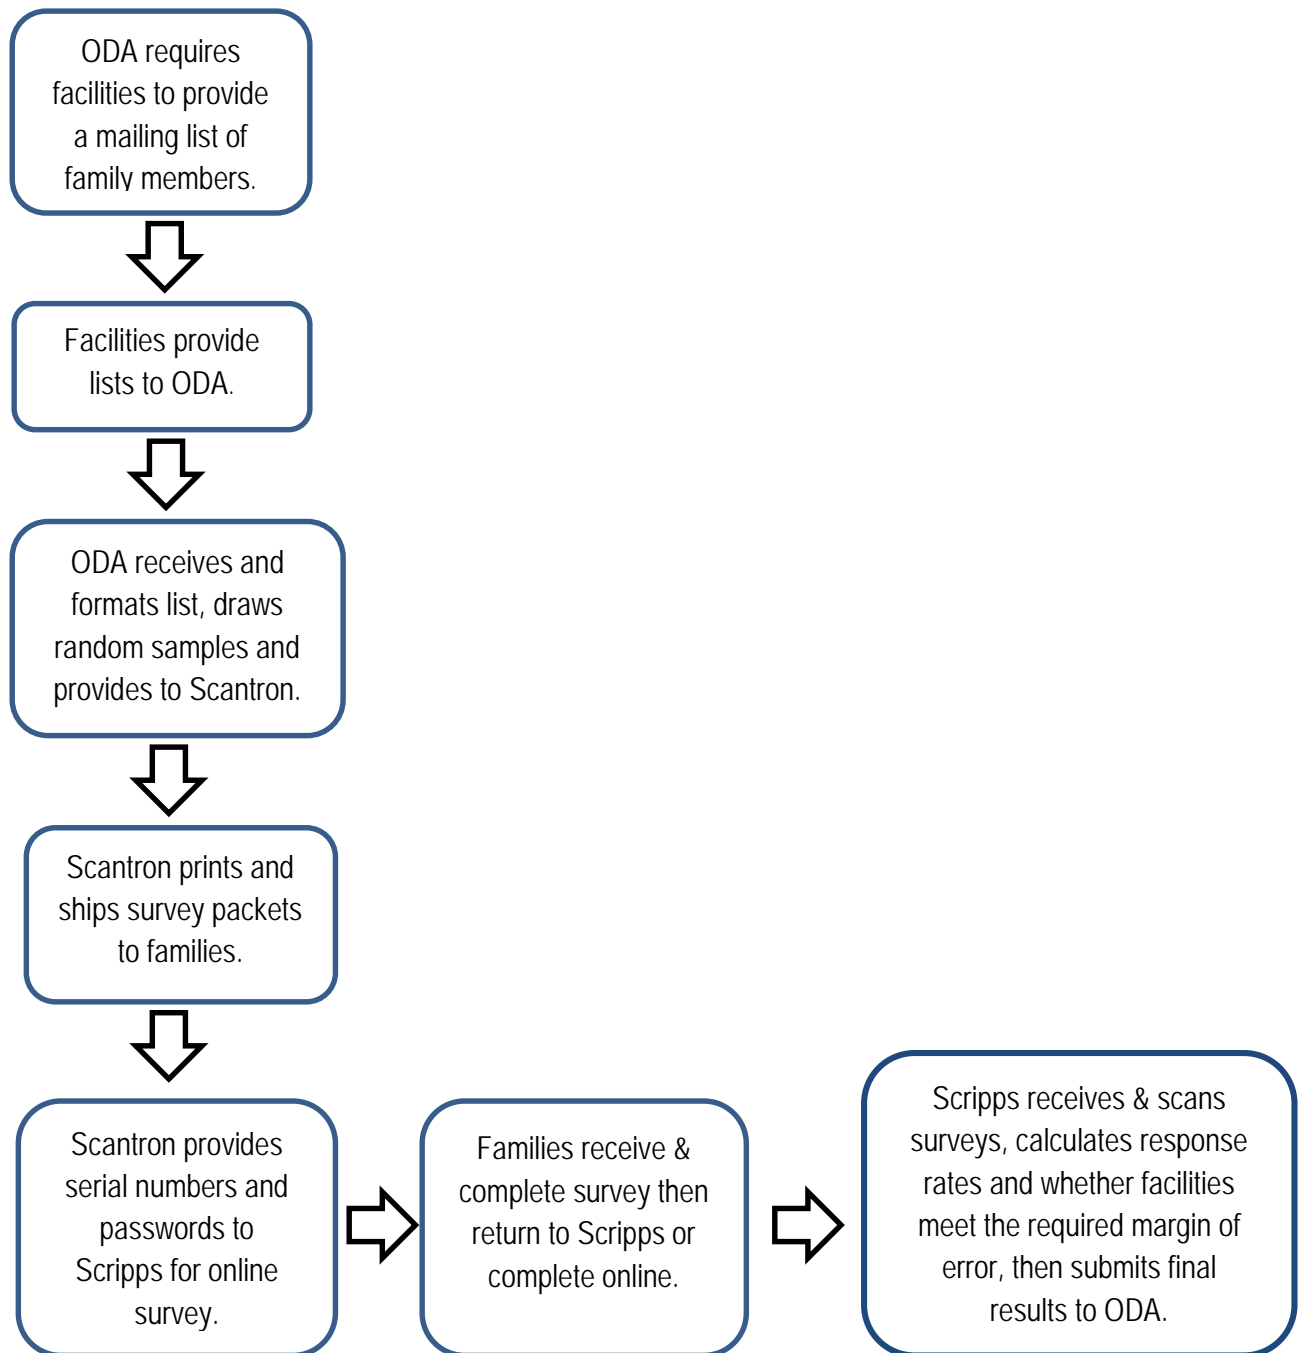 ODA requires
facilities to provide
a mailing list of
family members.
Facilities provide
lists to ODA.
ODA receives and
formats list, draws
random samples and
provides to Scantron.
Scantron prints and
ships survey packets
to families.
Scantron provides
serial numbers and
passwords to
Scripps for online
survey.
Families receive &
complete survey then
return to Scripps or
complete online.
Scripps receives & scans
surveys, calculates response
rates and whether facilities
meet the required margin of
error, then submits final
results to ODA.